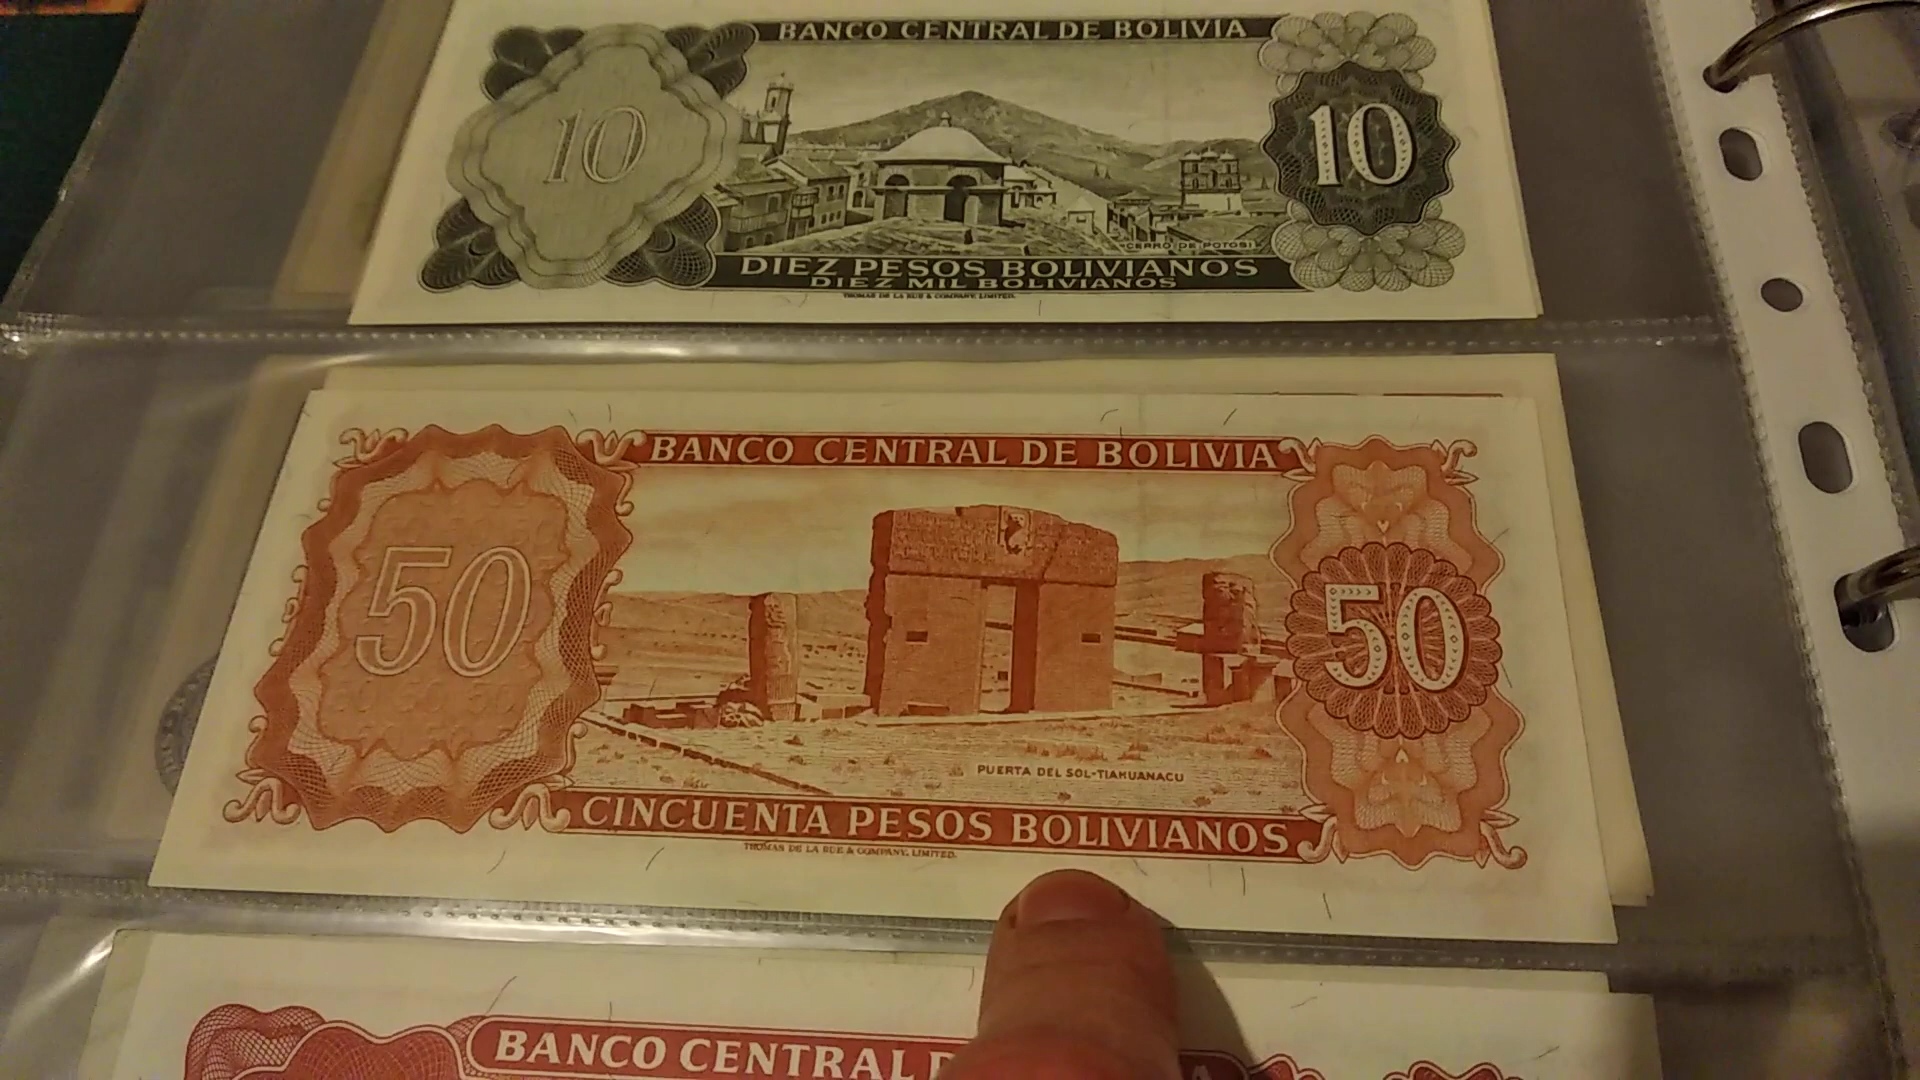 BANCO CENTRAL DE BOLIVIA
10
10
CERRO DE POTOSI
DIEZ PESOS BOLIVIANOS
DIEZ MIL BOLIVIANOS
THOMAS DE LA RUE & COMPANY, LIMITED.
BANCO CENTRAL DE BOLIVIA
50
50
PUERTA DEL SOL-TIAHUANACU
CINCUENTA PESOS BOLIVIANOS
THOMAS DE LA RUE & COMPANY, LIMITED.
BANCO CENTRAL